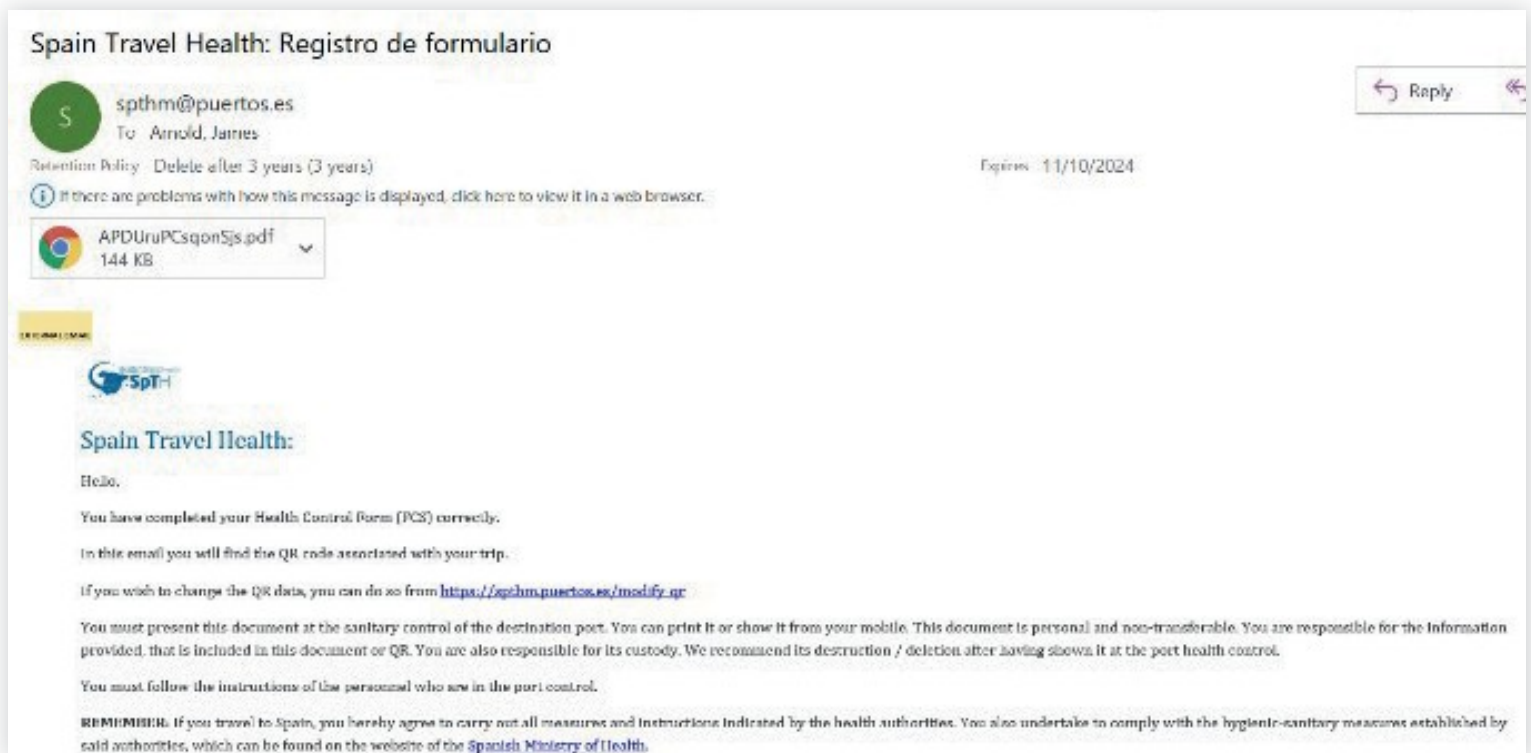 Spain Travel Health: Registro de formulario
S
spthm@puertos.es
Reply
To Arnold, James
Retention Policy Delete after 3 years (3 years)
Expires 11/10/2024
If there are problems with how this message is displayed, click here to view it in a web browser.
144 KB
EXTERNAL EMAIL
SpTH
Spain Travel Health:
Hello.
You have completed your Health Control Form (FCS) correctly.
In this email you will find the QR code associated with your trip.
If you wish to change the QR data, you can do so from https://spthm.puertos.es/modify-qr
You must present this document at the sanitary control of the destination port. You can print it or show it from your mobile. This document is personal and non-transferable. You are responsible for the information
provided, that is included in this document or QR. You are also responsible for its custody. We recommend its destruction / deletion after having shown it at the port health control.
You must follow the instructions of the personnel who are in the port control.
REMEMBER: If you travel to Spain, you hereby agree to carry out all measures and instructions indicated by the health authorities. You also undertake to comply with the hygienic-sanitary measures established by
said authorities, which can be found on the website of the Spanish Ministry of Health.